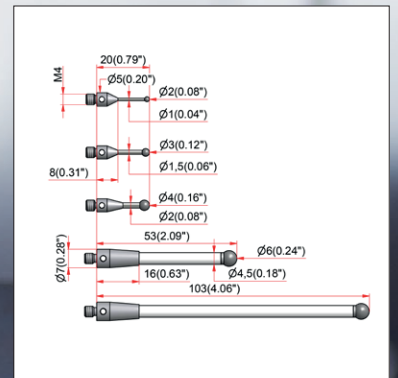 20(0.79")
M4
Ø5(0.20")
Ø2(0.08")
Ø1(0.04")
Ø3(0.12")
Ø1,5(0.06")
8(0.31")
Ø4(0.16")
Ø2(0.08")
53(2.09")
Ø7(0.28")
Ø6(0.24")
16(0.63")
Ø4,5(0.18")
103(4.06")